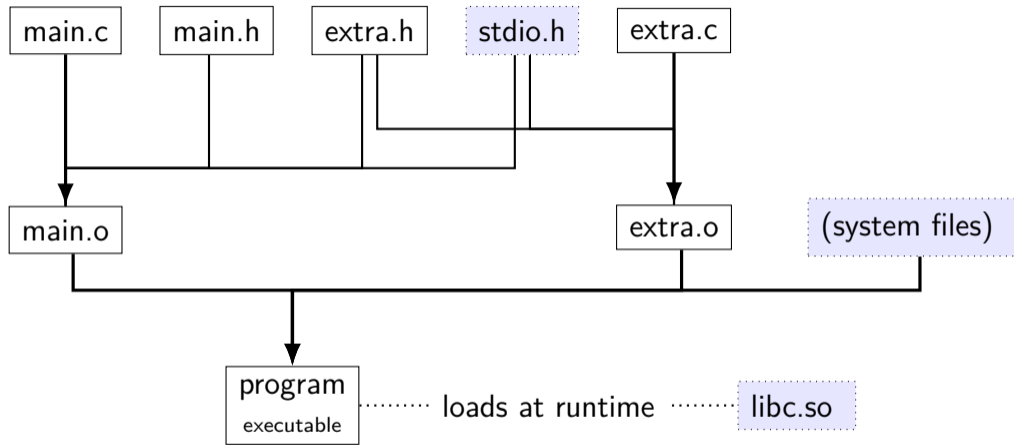 main.c
main.h
extra.h
stdio.h
extra.c
main.o
extra.o
(system files)
program
executable
loads at runtime
libc.so